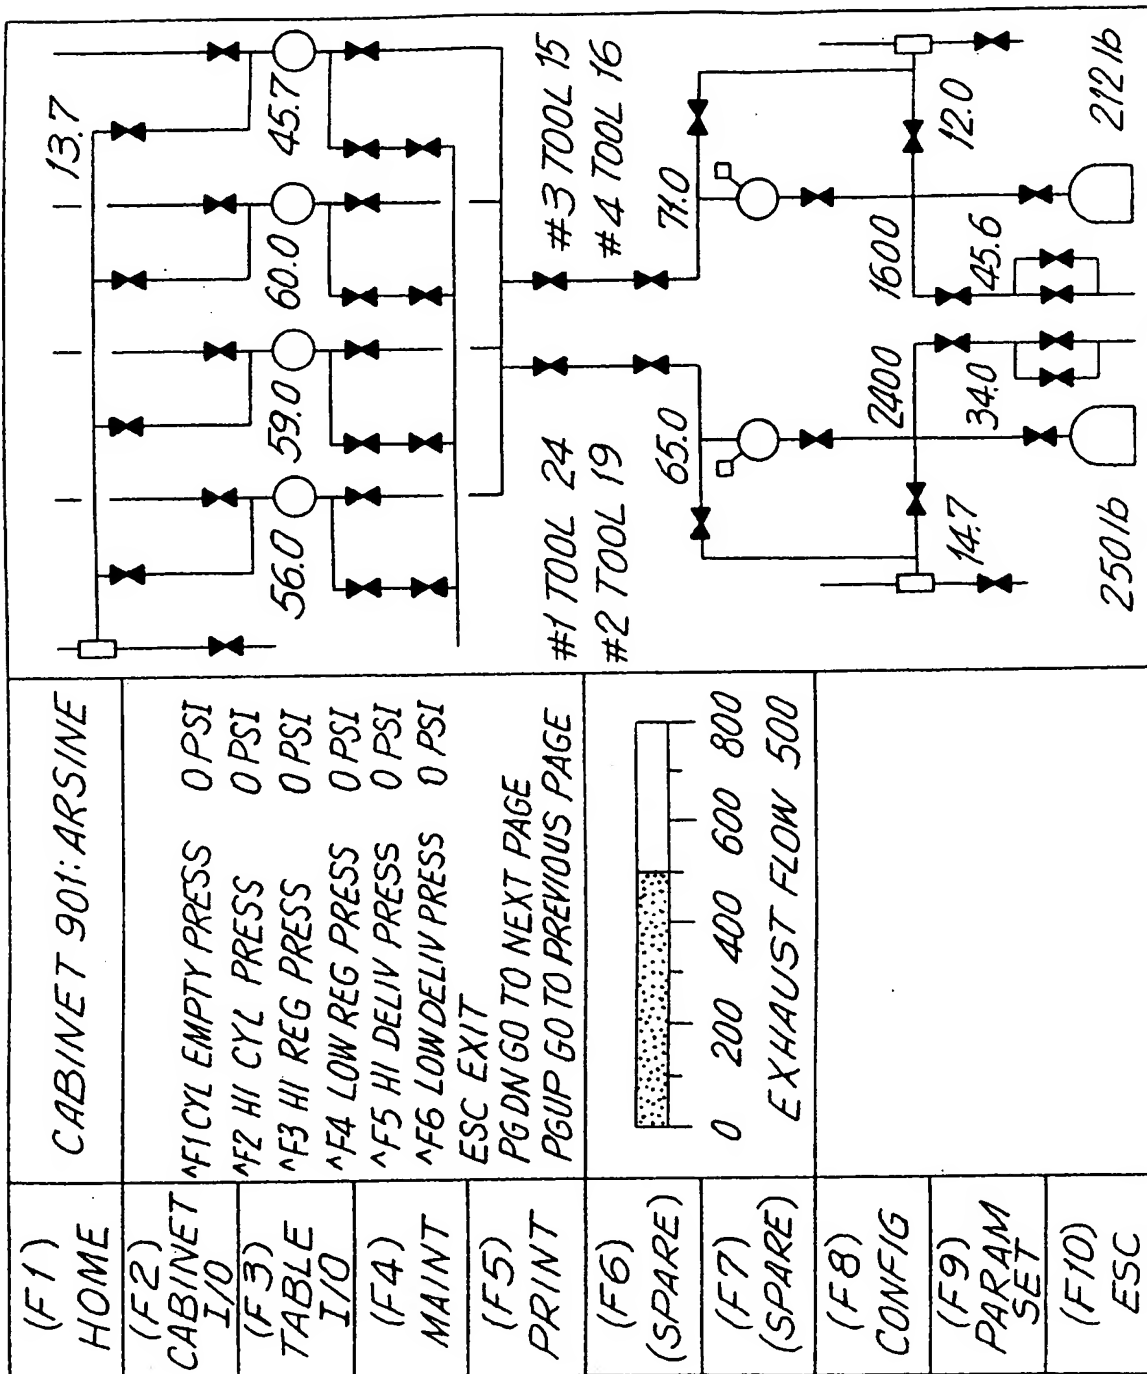 (F1)
HOME
(F2)
CABINET
I/O
(F3)
TABLE
I/O
(F4)
MAINT
(F5)
PRINT
(F6)
(SPARE)
(F7)
(SPARE)
(F8)
CONFIG
(F9)
PARAM
SET
(F10)
ESC
CABINET 901: ARSINE
^F1 CYL EMPTY PRESS 0 PSI
^F2 HI CYL PRESS 0 PSI
^F3 HI REG PRESS 0 PSI
^F4 LOW REG PRESS 0 PSI
^F5 HI DELIV PRESS 0 PSI
^F6 LOW DELIV PRESS 0 PSI
ESC EXIT
PG DN GO TO NEXT PAGE
PGUP GO TO PREVIOUS PAGE
0 200 400 600 800
EXHAUST FLOW 500
13.7
56.0 59.0 60.0 45.7
#1 TOOL 24 #3 TOOL 15
#2 TOOL 19 #4 TOOL 16
65.0 71.0
2400 1600
14.7 34.0 45.6 12.0
250 lb 212 lb